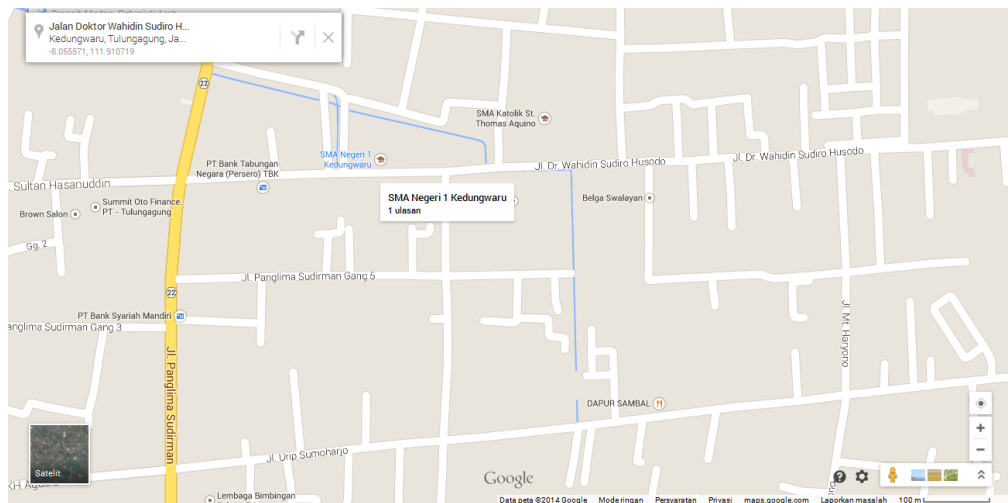 Jalan Doktor Wahidin Sudiro H...
Kedungwaru, Tulungagung, Ja...
-8.055571, 111.910719
22
SMA Katolik St.
Thomas Aquino
SMA Negeri 1
Kedungwaru
PT Bank Tabungan
Negara (Persero) TBK
Jl. Dr. Wahidin Sudiro Husodo
Jl. Dr. Wahidin Sudiro Husodo
Sultan Hasanuddin
SMA Negeri 1 Kedungwaru
1 ulasan
Belga Swalayan
Summit Oto Finance.
PT - Tulungagung
Brown Salon
Gg. 2
Jl. Panglima Sudirman Gang 5
22
PT Bank Syariah Mandiri
anglima Sudirman Gang 3
Jl. Mt. Haryono
Jl. Panglima Sudirman
DAPUR SAMBAL
Jl. Urip Sumoharjo
Satelit
KH. Agus
Google
Lembaga Bimbingan
Data peta ©2014 Google Mode ringan Persyaratan Privasi maps.google.com Laporkan masalah 100 m